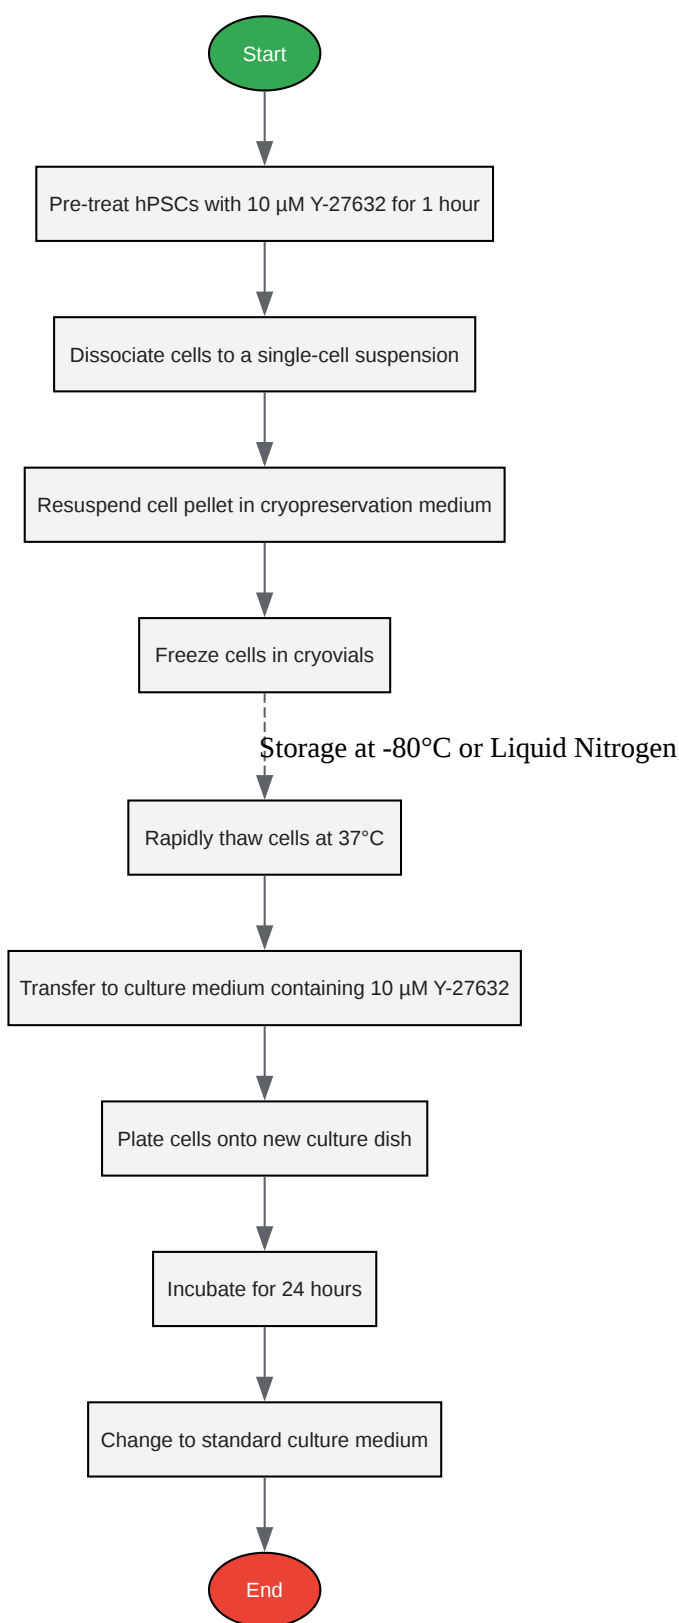 Start
Pre-treat hPSCs with 10 µM Y-27632 for 1 hour
Dissociate cells to a single-cell suspension
Resuspend cell pellet in cryopreservation medium
Freeze cells in cryovials
Storage at -80°C or Liquid Nitrogen
Rapidly thaw cells at 37°C
Transfer to culture medium containing 10 µM Y-27632
Plate cells onto new culture dish
Incubate for 24 hours
Change to standard culture medium
End